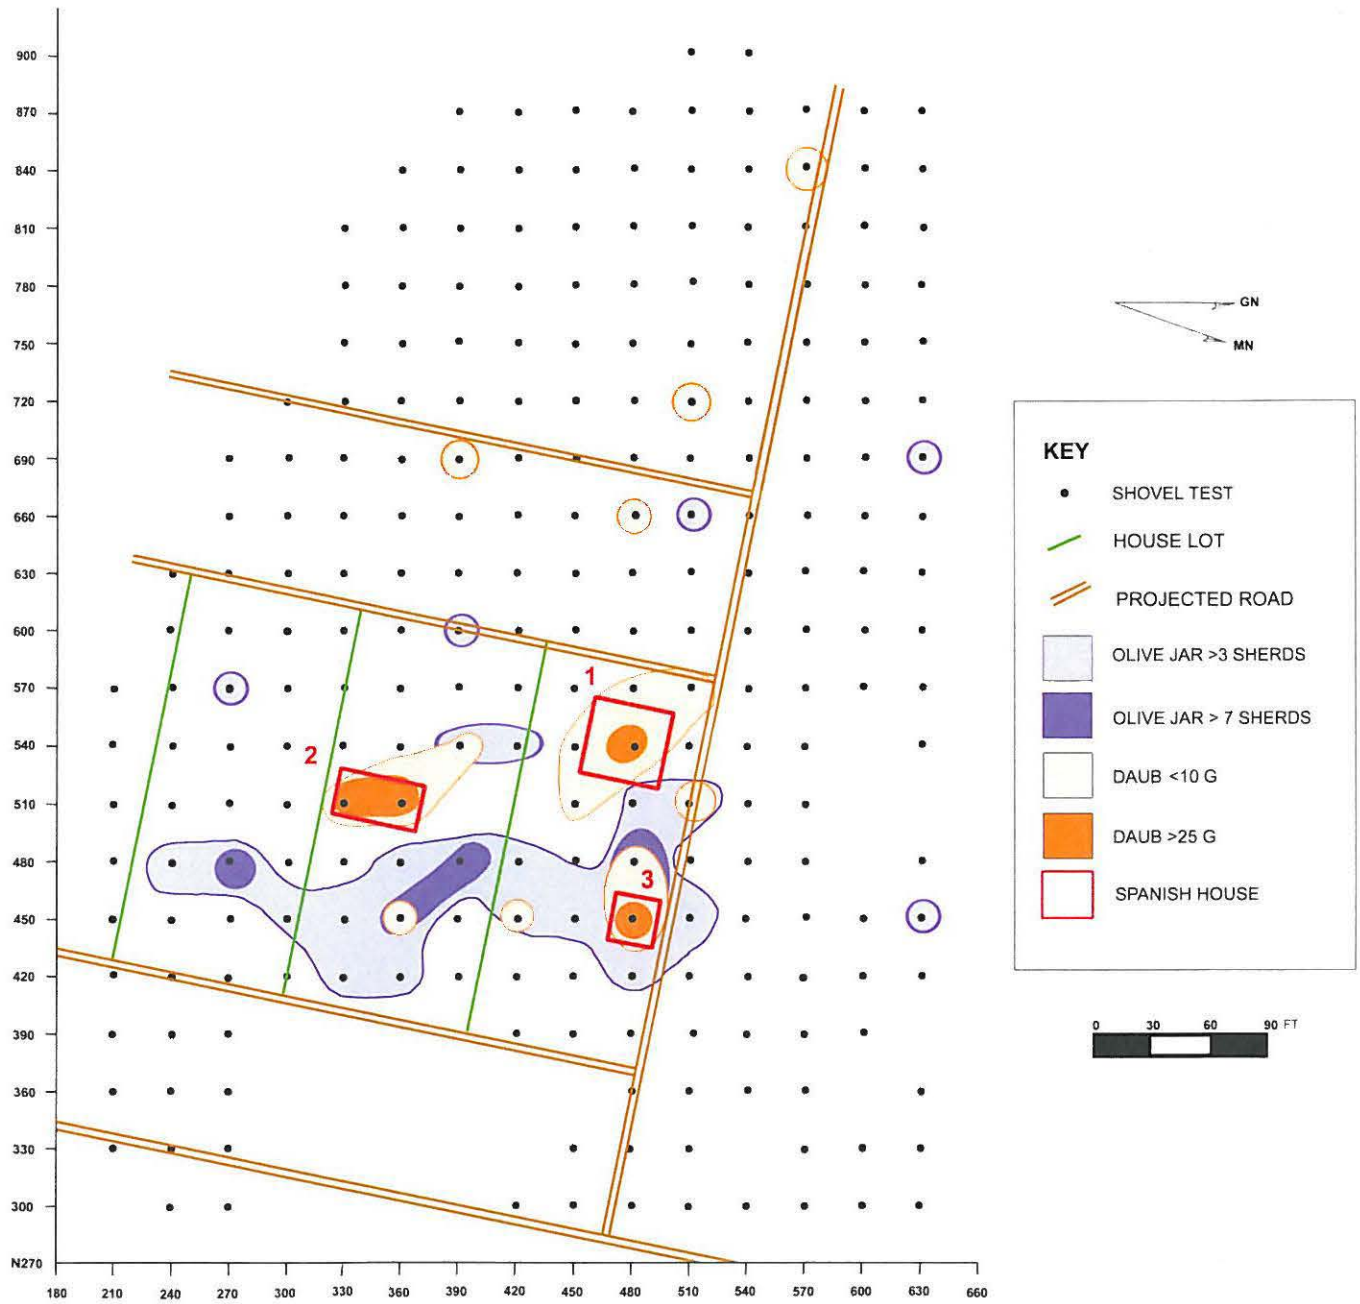 900
870
840
810
780
750
720
690
660
630
600
570
540
510
480
450
420
390
360
330
300
N270
180 210 240 270 300 330 360 390 420 450 480 510 540 570 600 630 660
1
2
3
GN
MN
KEY
SHOVEL TEST
HOUSE LOT
PROJECTED ROAD
OLIVE JAR >3 SHERDS
OLIVE JAR > 7 SHERDS
DAUB <10 G
DAUB >25 G
SPANISH HOUSE
0 30 60 90 FT